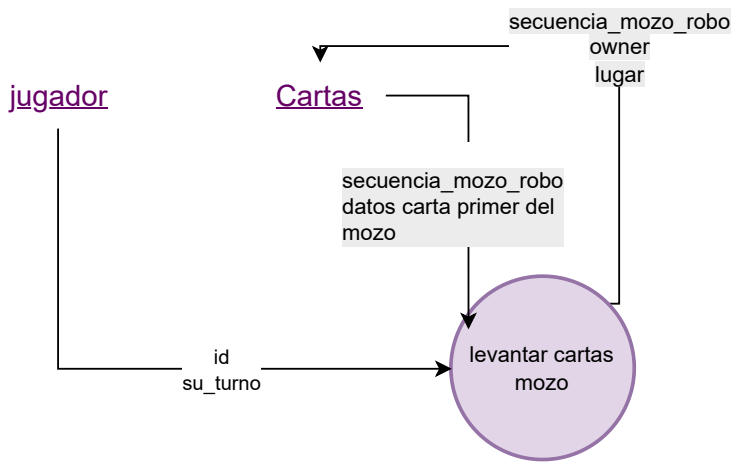 secuencia_mozo_robo
owner
lugar
jugador
Cartas
secuencia_mozo_robo
datos carta primer del
mozo
levantar cartas
mozo
id
su_turno